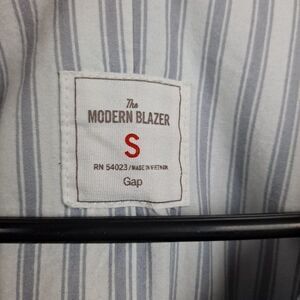 The
MODERN BLAZER
S
RN 54023 / MADE IN VIETNAM
Gap